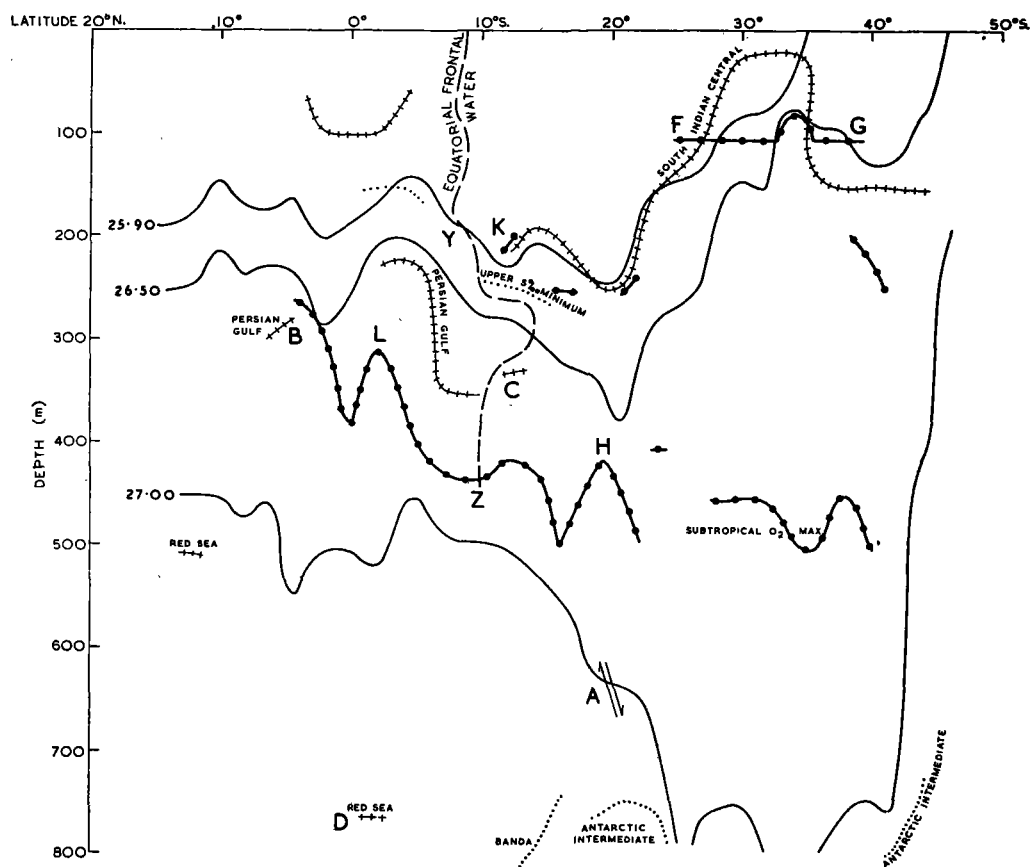 LATITUDE 20°N. 10° 0° 10°S. 20° 30° 40° 50°S.
EQUATORIAL FRONTAL
WATER
SOUTH INDIAN CENTRAL
100
F
G
200
25·90
Y
K
UPPER S‰ MINIMUM
26·50
PERSIAN
GULF
B
PERSIAN GULF
300
L
C
DEPTH (m)
400
H
Z
27·00
500
RED SEA
SUBTROPICAL O2 MAX.
600
A
700
D
RED SEA
800
BANDA
ANTARCTIC
INTERMEDIATE
ANTARCTIC INTERMEDIATE